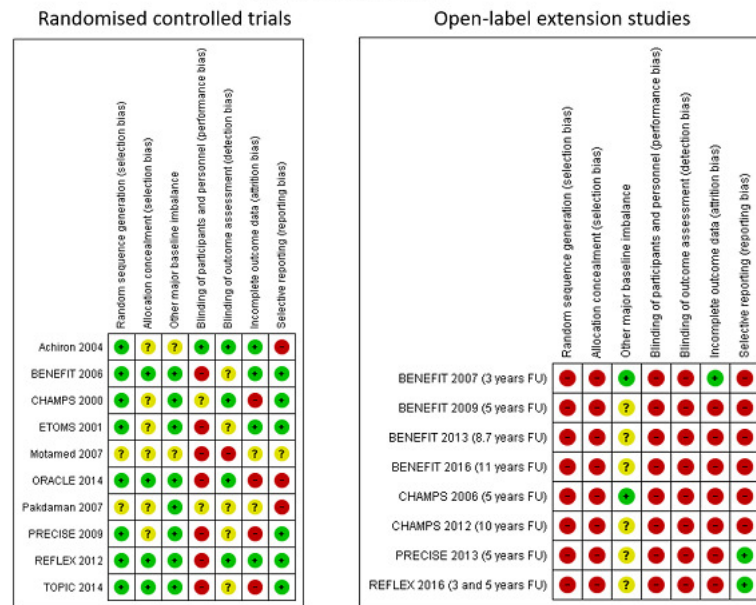 Randomised controlled trials
Random sequence generation (selection bias)
Allocation concealment (selection bias)
Other major baseline imbalance
Blinding of participants and personnel (performance bias)
Blinding of outcome assessment (detection bias)
Incomplete outcome data (attrition bias)
Selective reporting (reporting bias)
Achiron 2004 + ? ? + + + -
BENEFIT 2006 + + + - ? + +
CHAMPS 2000 + ? + ? + - +
ETOMS 2001 + ? + - ? + +
Motamed 2007 ? ? ? - - ? ?
ORACLE 2014 + + + - + - -
Pakdaman 2007 ? ? + ? ? ? -
PRECISE 2009 + ? + - ? - +
REFLEX 2012 + + + - + + +
TOPIC 2014 + + + - ? - +
Open-label extension studies
Random sequence generation (selection bias)
Allocation concealment (selection bias)
Other major baseline imbalance
Blinding of participants and personnel (performance bias)
Blinding of outcome assessment (detection bias)
Incomplete outcome data (attrition bias)
Selective reporting (reporting bias)
BENEFIT 2007 (3 years FU) - - + - - + -
BENEFIT 2009 (5 years FU) - - ? - - - -
BENEFIT 2013 (8.7 years FU) - - ? - - - -
BENEFIT 2016 (11 years FU) - - ? - - - -
CHAMPS 2006 (5 years FU) - - + - - - -
CHAMPS 2012 (10 years FU) - - ? - - - -
PRECISE 2013 (5 years FU) - - ? - - - +
REFLEX 2016 (3 and 5 years FU) - - ? - - - +